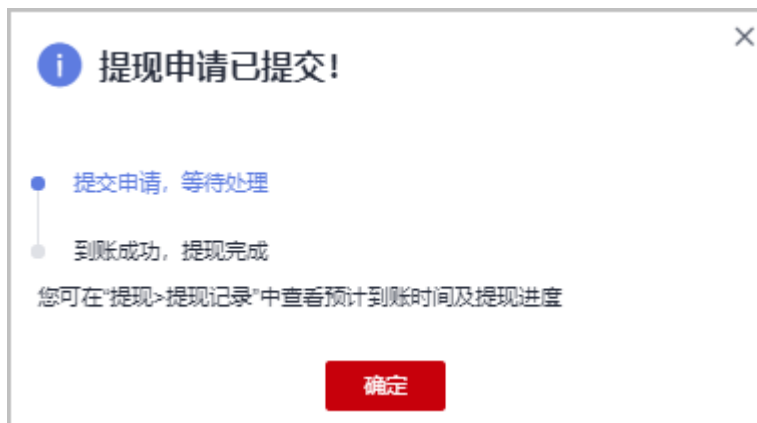 提现申请已提交!
提交申请，等待处理
到账成功，提现完成
您可在“提现>提现记录”中查看预计到账时间及提现进度
确定